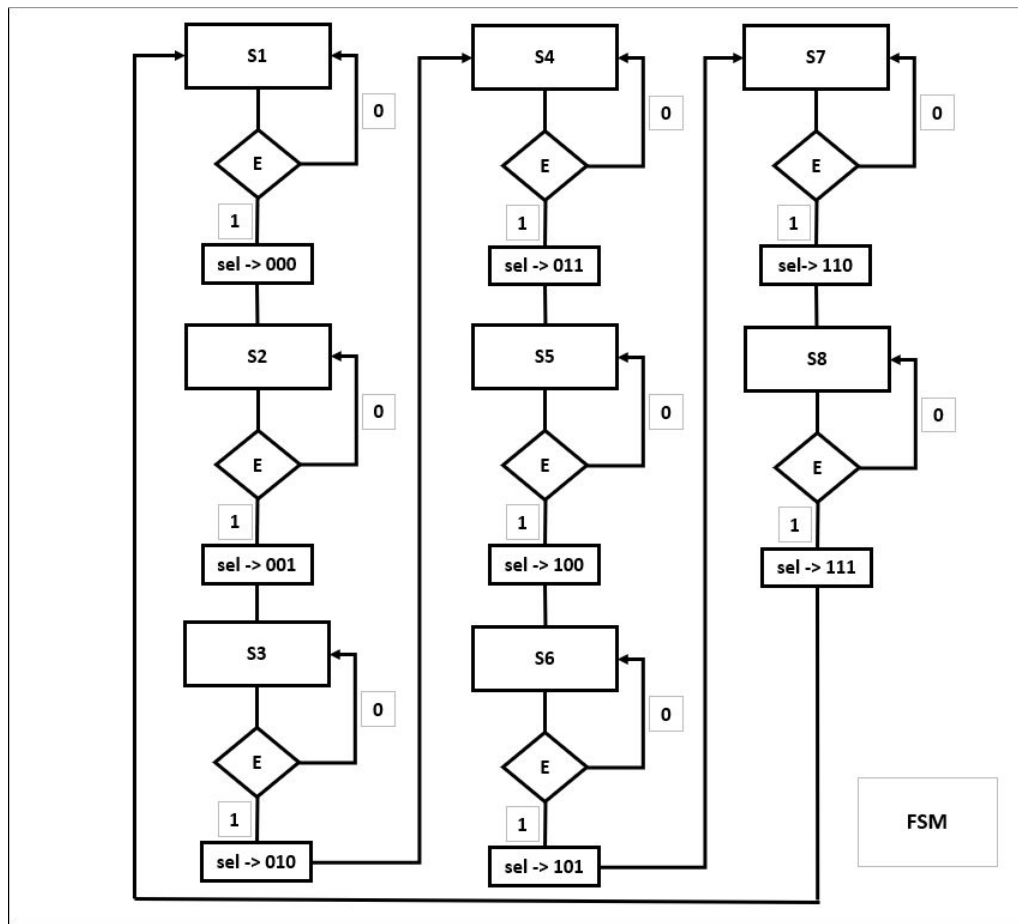 S1
0
E
1
sel -> 000
S2
0
E
1
sel -> 001
S3
0
E
1
sel -> 010
S4
0
E
1
sel -> 011
S5
0
E
1
sel -> 100
S6
0
E
1
sel -> 101
S7
0
E
1
sel-> 110
S8
0
E
1
sel -> 111
FSM